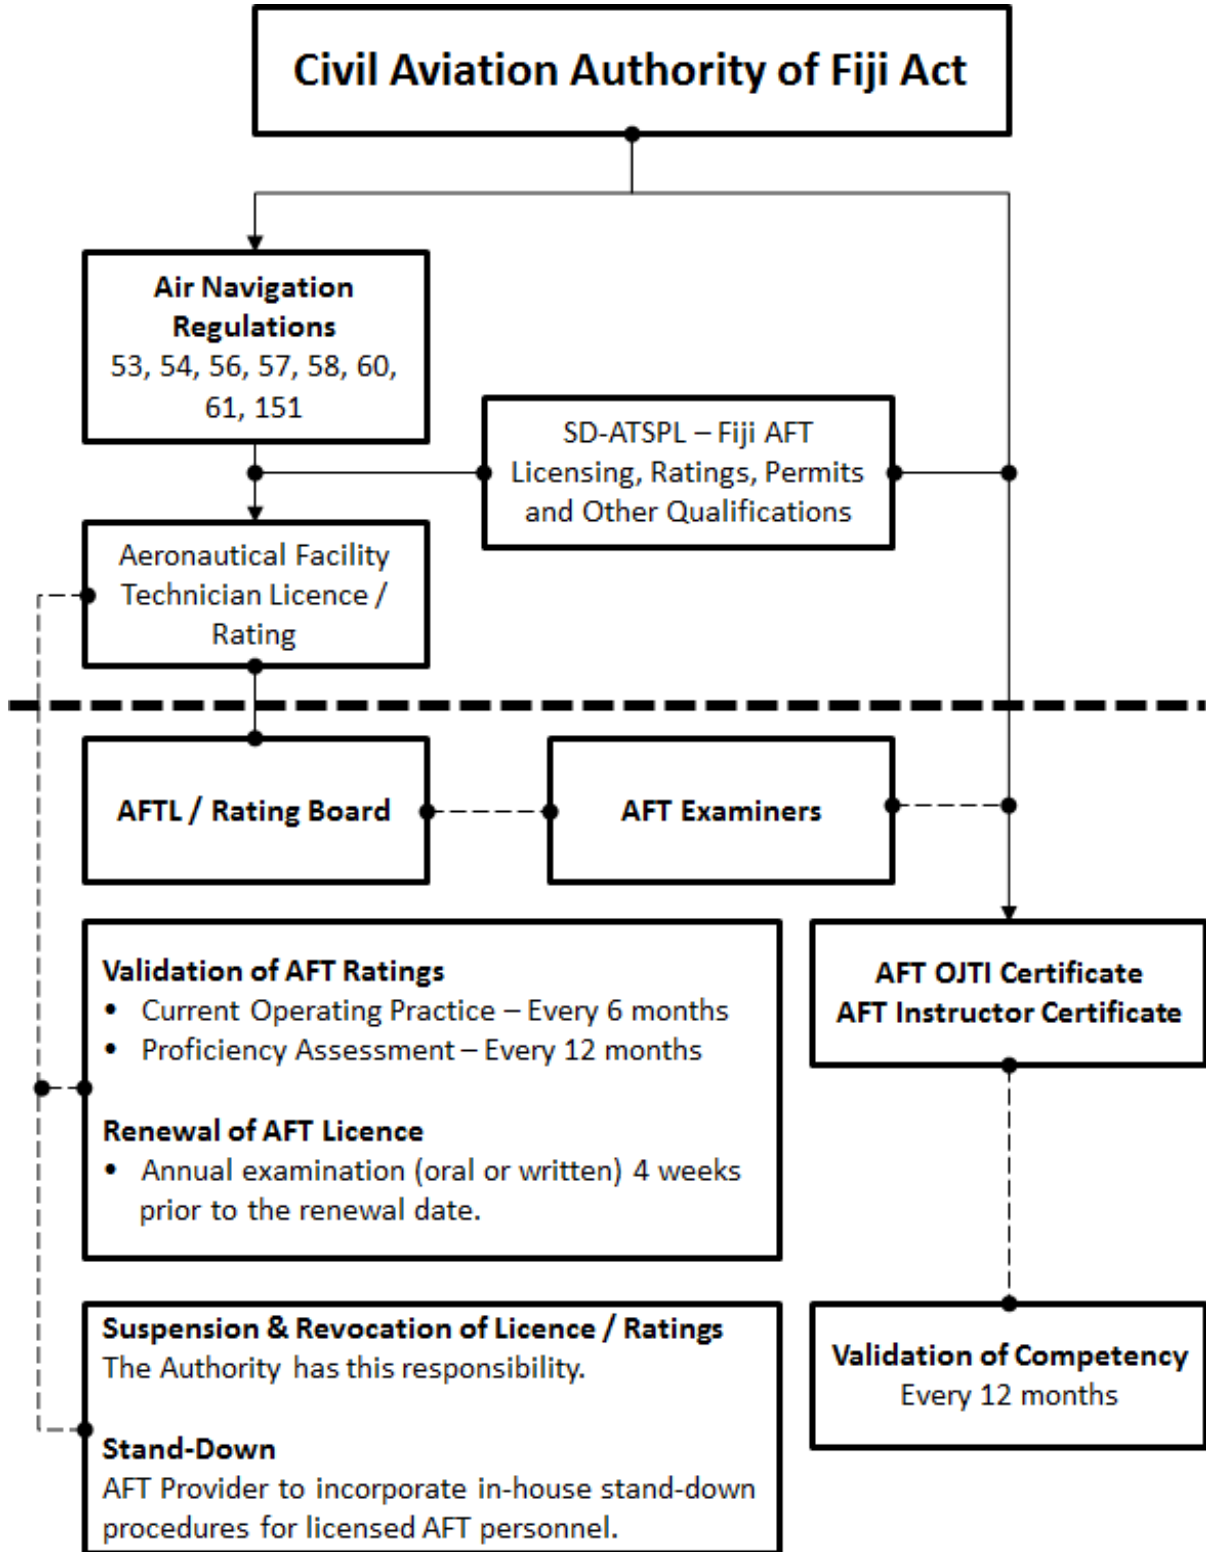 Civil Aviation Authority of Fiji Act
Air Navigation
Regulations
53, 54, 56, 57, 58, 60,
61, 151
SD-ATSPL – Fiji AFT
Licensing, Ratings, Permits
and Other Qualifications
Aeronautical Facility
Technician Licence /
Rating
AFTL / Rating Board
AFT Examiners
Validation of AFT Ratings
• Current Operating Practice – Every 6 months
• Proficiency Assessment – Every 12 months
Renewal of AFT Licence
• Annual examination (oral or written) 4 weeks
prior to the renewal date.
AFT OJTI Certificate
AFT Instructor Certificate
Suspension & Revocation of Licence / Ratings
The Authority has this responsibility.
Stand-Down
AFT Provider to incorporate in-house stand-down
procedures for licensed AFT personnel.
Validation of Competency
Every 12 months